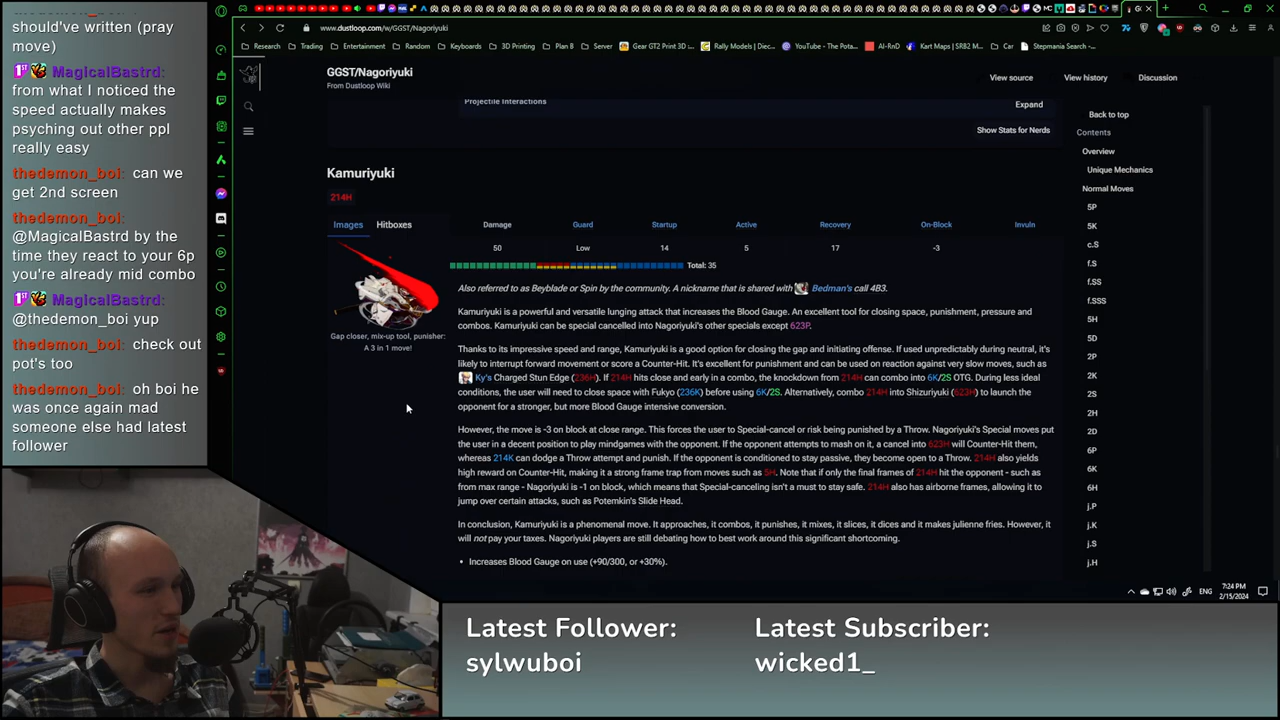 should've written (pray
move)
MagicalBastrd:
from what I noticed the
speed actually makes
psyching out other ppl
really easy
thedemon_boi: can we
get 2nd screen
thedemon_boi:
@MagicalBastrd by the
time they react to your 6p
you're already mid combo
MagicalBastrd:
@thedemon_boi yup
thedemon_boi: check out
pot's too
thedemon_boi: oh boi he
was once again mad
someone else had latest
follower
www.dustloop.com/w/GGST/Nagoriyuki
Research Trading Entertainment Random Keyboards 3D Printing Plan B Server Gear GT2 Print 3D -... Rally Models | Diec... YouTube - The Pota... AI-RnD Kart Maps | SRB2 M... Car Stepmania Search -...
GGST/Nagoriyuki
From Dustloop Wiki
View source View history Discussion
Projectile Interactions Expand
Show Stats for Nerds
Kamuriyuki
214H
Images Hitboxes
Damage Guard Startup Active Recovery On-Block Invuln
50 Low 14 5 17 -3
Total: 35
Gap closer, mix-up tool, punisher:
A 3 in 1 move!
Also referred to as Beyblade or Spin by the community. A nickname that is shared with Bedman's call 4B3.
Kamuriyuki is a powerful and versatile lunging attack that increases the Blood Gauge. An excellent tool for closing space, punishment, pressure and
combos. Kamuriyuki can be special cancelled into Nagoriyuki's other specials except 623P.
Thanks to its impressive speed and range, Kamuriyuki is a good option for closing the gap and initiating offense. If used unpredictably during neutral, it's
likely to interrupt forward movement or score a Counter-Hit. It's excellent for punishment and can be used on reaction against very slow moves, such as
Ky's Charged Stun Edge (236H). If 214H hits close and early in a combo, the knockdown from 214H can combo into 6K/2S OTG. During less ideal
conditions, the user will need to close space with Fukyo (236K) before using 6K/2S. Alternatively, combo 214H into Shizuriyuki (623H) to launch the
opponent for a stronger, but more Blood Gauge intensive conversion.
However, the move is -3 on block at close range. This forces the user to Special-cancel or risk being punished by a Throw. Nagoriyuki's Special moves put
the user in a decent position to play mindgames with the opponent. If the opponent attempts to mash on it, a cancel into 623H will Counter-Hit them,
whereas 214K can dodge a Throw attempt and punish. If the opponent is conditioned to stay passive, they become open to a Throw. 214H also yields
high reward on Counter-Hit, making it a strong frame trap from moves such as 5H. Note that if only the final frames of 214H hit the opponent - such as
from max range - Nagoriyuki is -1 on block, which means that Special-canceling isn't a must to stay safe. 214H also has airborne frames, allowing it to
jump over certain attacks, such as Potemkin's Slide Head.
In conclusion, Kamuriyuki is a phenomenal move. It approaches, it combos, it punishes, it mixes, it slices, it dices and it makes julienne fries. However, it
will not pay your taxes. Nagoriyuki players are still debating how to best work around this significant shortcoming.
• Increases Blood Gauge on use (+90/300, or +30%).
Back to top
Contents
Overview
Unique Mechanics
Normal Moves
5P
5K
c.S
f.S
f.SS
f.SSS
5H
5D
2P
2K
2S
2H
2D
6P
6K
6H
j.P
j.K
j.S
j.H
ENG
7:24 PM
2/15/2024
Latest Follower:
sylwuboi
Latest Subscriber:
wicked1_